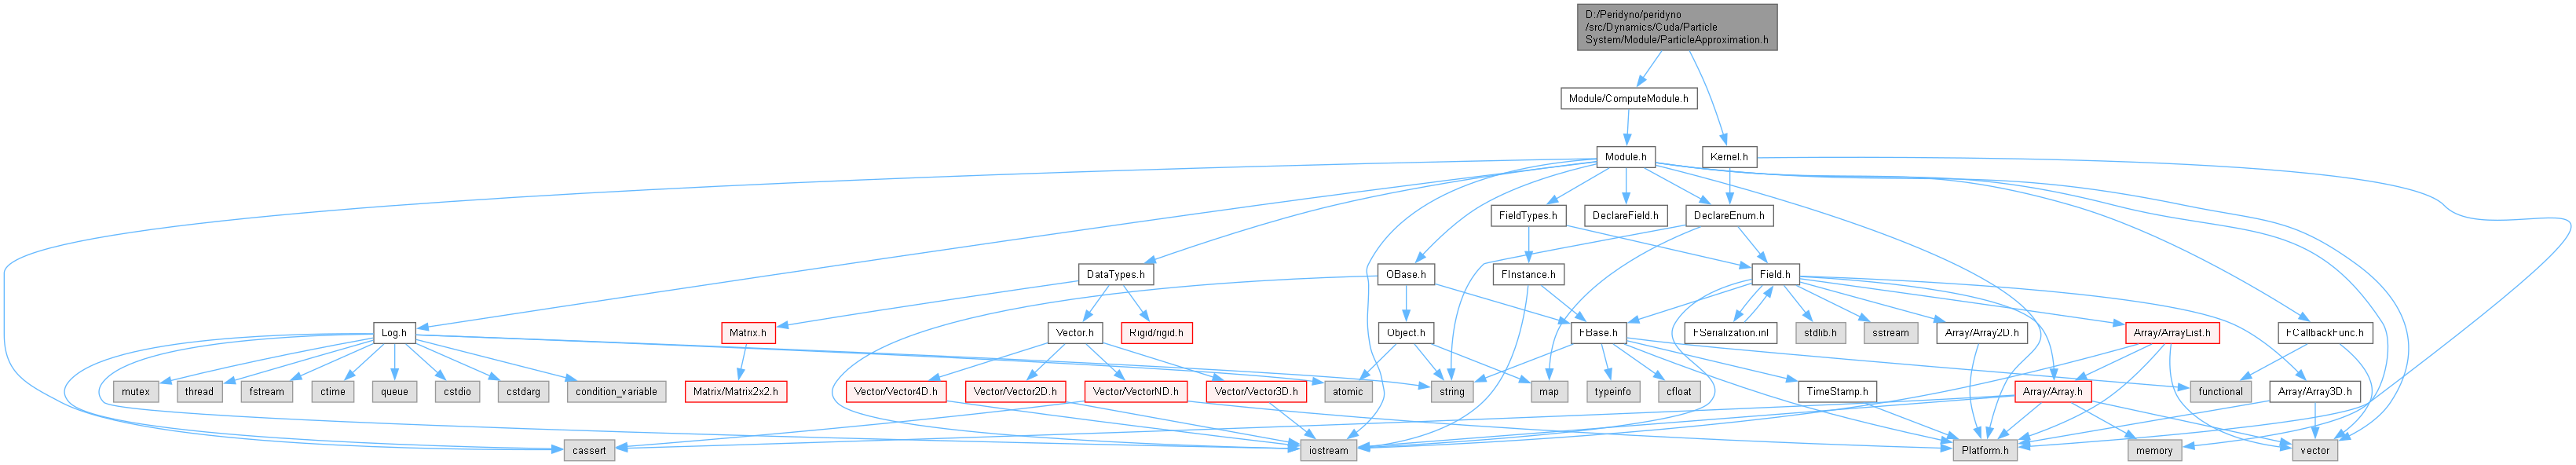 D:/Peridyno/peridyno
/src/Dynamics/Cuda/Particle
System/Module/ParticleApproximation.h
Module/ComputeModule.h
Module.h
Kernel.h
FieldTypes.h
DeclareField.h
DeclareEnum.h
DataTypes.h
OBase.h
FInstance.h
Field.h
Log.h
Matrix.h
Vector.h
Rigid/rigid.h
Object.h
FBase.h
FSerialization.inl
stdlib.h
sstream
Array/Array2D.h
Array/ArrayList.h
FCallbackFunc.h
mutex
thread
fstream
ctime
queue
cstdio
cstdarg
condition_variable
atomic
Matrix/Matrix2x2.h
Vector/Vector4D.h
Vector/Vector2D.h
Vector/VectorND.h
Vector/Vector3D.h
string
map
typeinfo
cfloat
TimeStamp.h
Array/Array.h
functional
Array/Array3D.h
cassert
iostream
Platform.h
memory
vector